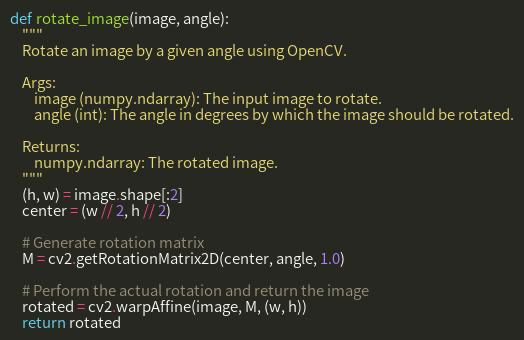 def rotate_image(image, angle):
    """
    Rotate an image by a given angle using OpenCV.

    Args:
        image (numpy.ndarray): The input image to rotate.
        angle (int): The angle in degrees by which the image should be rotated.

    Returns:
        numpy.ndarray: The rotated image.
    """
    (h, w) = image.shape[:2]
    center = (w // 2, h // 2)

    # Generate rotation matrix
    M = cv2.getRotationMatrix2D(center, angle, 1.0)

    # Perform the actual rotation and return the image
    rotated = cv2.warpAffine(image, M, (w, h))
    return rotated